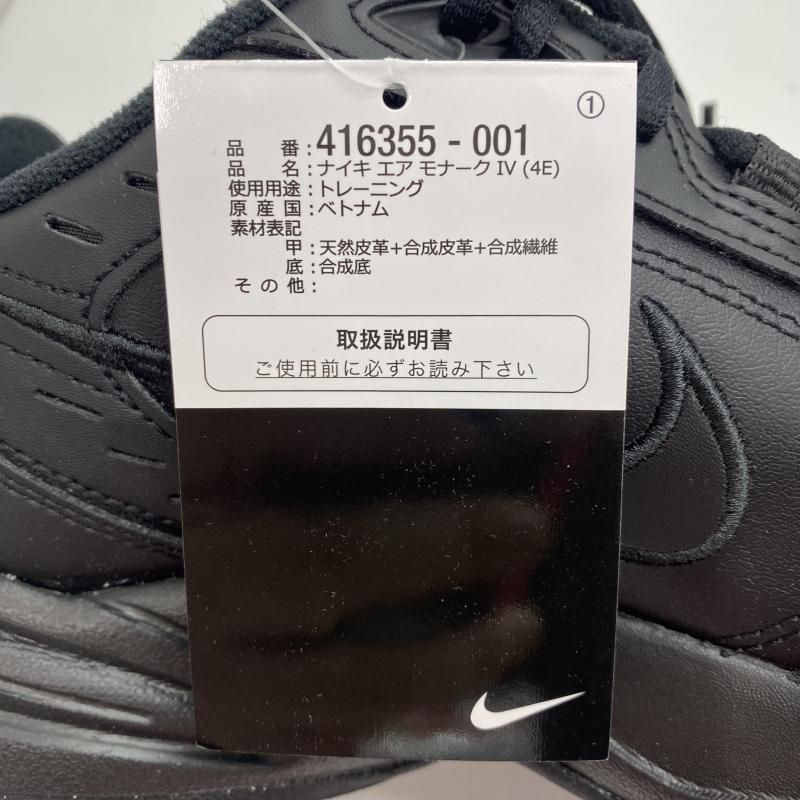 ①
品 番：416355 - 001
品 名：ナイキ エア モナーク IV (4E)
使用用途：トレーニング
原 産 国：ベトナム
素材表記
甲：天然皮革+合成皮革+合成繊維
底：合成底
そ の 他：
取扱説明書
ご使用前に必ずお読み下さい